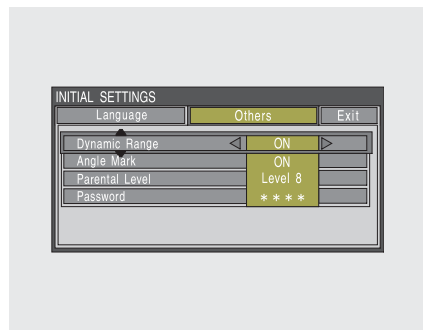 INITIAL SETTINGS
Language Others Exit
Dynamic Range ON
Angle Mark ON
Parental Level Level 8
Password ****